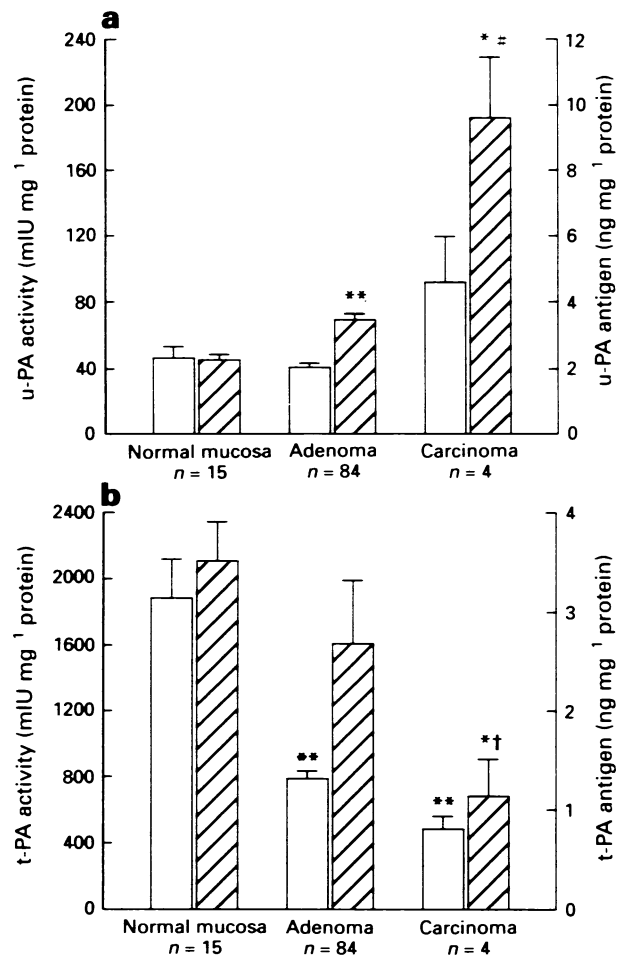 a
240
200
160
120
80
40
0
u-PA activity (mIU mg ¹ protein)
12
10
8
6
4
2
0
u-PA antigen (ng mg ¹ protein)
**
* ‡
Normal mucosa
n = 15
Adenoma
n = 84
Carcinoma
n = 4
b
2400
2000
1600
1200
800
400
0
t-PA activity (mIU mg ¹ protein)
4
3
2
1
0
t-PA antigen (ng mg ¹ protein)
**
**
*†
Normal mucosa
n = 15
Adenoma
n = 84
Carcinoma
n = 4